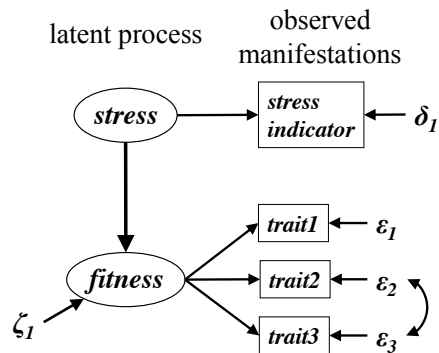 latent process
observed
manifestations
stress
stress
indicator
δ1
trait1
ε1
fitness
trait2
ε2
ζ1
trait3
ε3